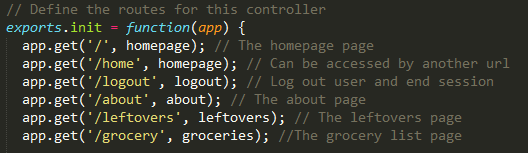 // Define the routes for this controller
exports.init = function(app) {
  app.get('/', homepage); // The homepage page
  app.get('/home', homepage); // Can be accessed by another url
  app.get('/logout', logout); // Log out user and end session
  app.get('/about', about); // The about page
  app.get('/leftovers', leftovers); // The leftovers page
  app.get('/grocery', groceries); //The grocery list page